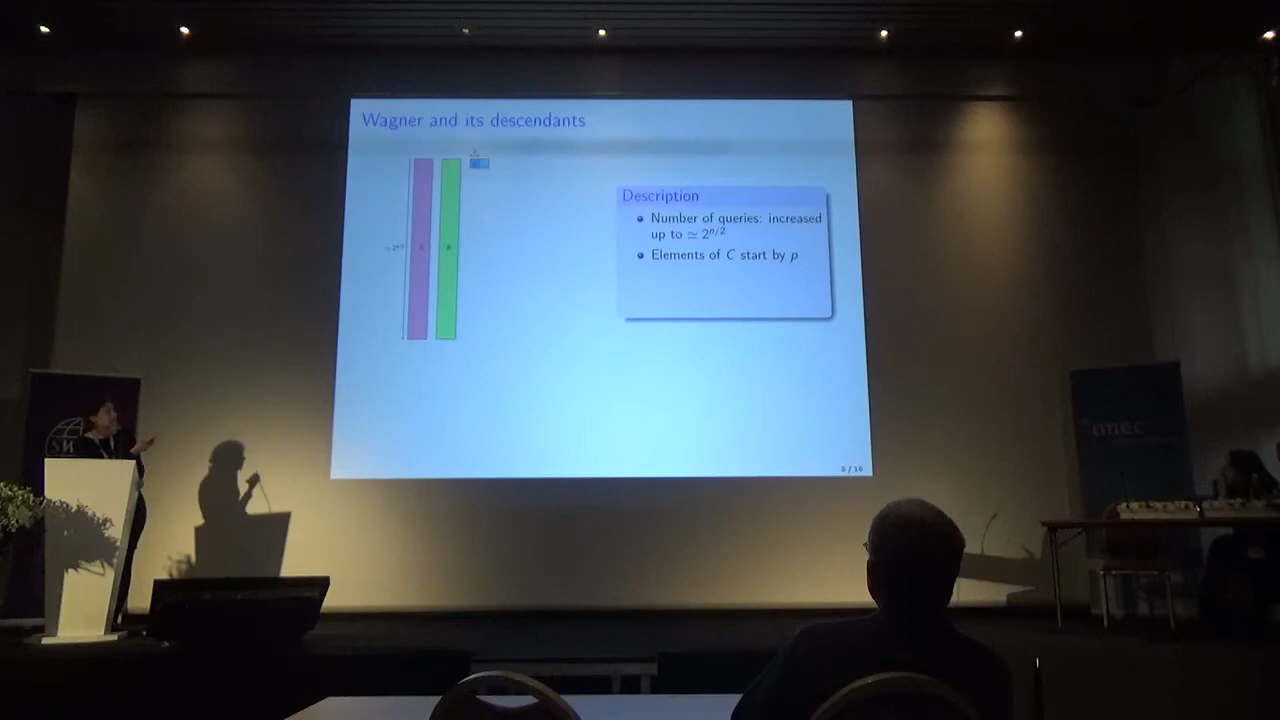 Wagner and its descendants
Description
Number of queries: increased
up to ≃ 2^{n/2}
Elements of C start by p
5 / 16
imec